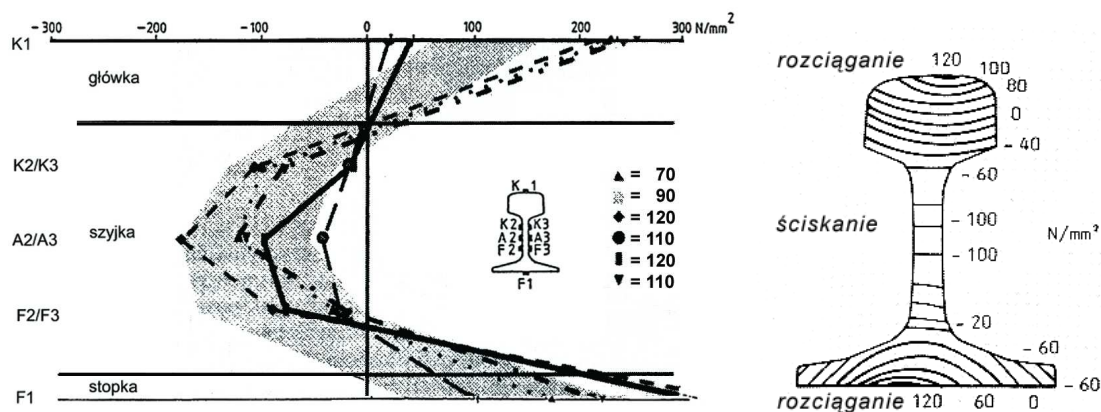 -300 -200 -100 0 100 200 N/mm² 300
K1
główka
K2/K3
szyjka
A2/A3
F2/F3
stopka
F1
K 1
K2 K3
A2 A3
F2 F3
F1
▲ = 70
= 90
◆ = 120
● = 110
■ = 120
▼ = 110
rozciąganie
120
100
80
0
- 40
- 60
ściskanie
- 100
N/mm²
- 100
- 20
- 60
- 60
rozciąganie 120 60 0